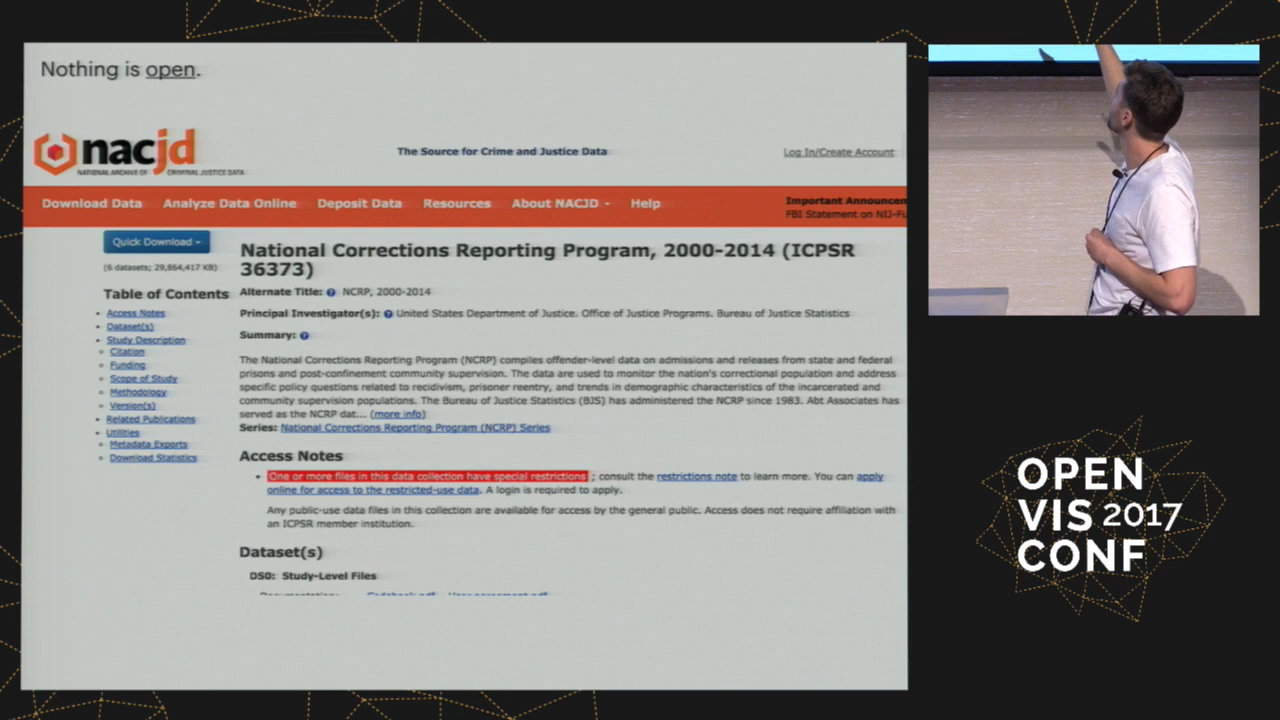 Nothing is open.
nacjd
NATIONAL ARCHIVE OF CRIMINAL JUSTICE DATA
The Source for Crime and Justice Data
Log In/Create Account
Download Data Analyze Data Online Deposit Data Resources About NACJD Help
Important Announcem
FBI Statement on NIJ-Fu
Quick Download
(6 datasets; 29,864,417 KB)
Table of Contents
Access Notes
Dataset(s)
Study Description
Citation
Funding
Scope of Study
Methodology
Version(s)
Related Publications
Utilities
Metadata Exports
Download Statistics
National Corrections Reporting Program, 2000-2014 (ICPSR
36373)
Alternate Title: NCRP, 2000-2014
Principal Investigator(s): United States Department of Justice. Office of Justice Programs. Bureau of Justice Statistics
Summary:
The National Corrections Reporting Program (NCRP) compiles offender-level data on admissions and releases from state and federal
prisons and post-confinement community supervision. The data are used to monitor the nation's correctional population and address
specific policy questions related to recidivism, prisoner reentry, and trends in demographic characteristics of the incarcerated and
community supervision populations. The Bureau of Justice Statistics (BJS) has administered the NCRP since 1983. Abt Associates has
served as the NCRP dat... (more info)
Series: National Corrections Reporting Program (NCRP) Series
Access Notes
One or more files in this data collection have special restrictions ; consult the restrictions note to learn more. You can apply
online for access to the restricted-use data. A login is required to apply.
Any public-use data files in this collection are available for access by the general public. Access does not require affiliation with
an ICPSR member institution.
Dataset(s)
DS0: Study-Level Files
OPEN
VIS 2017
CONF